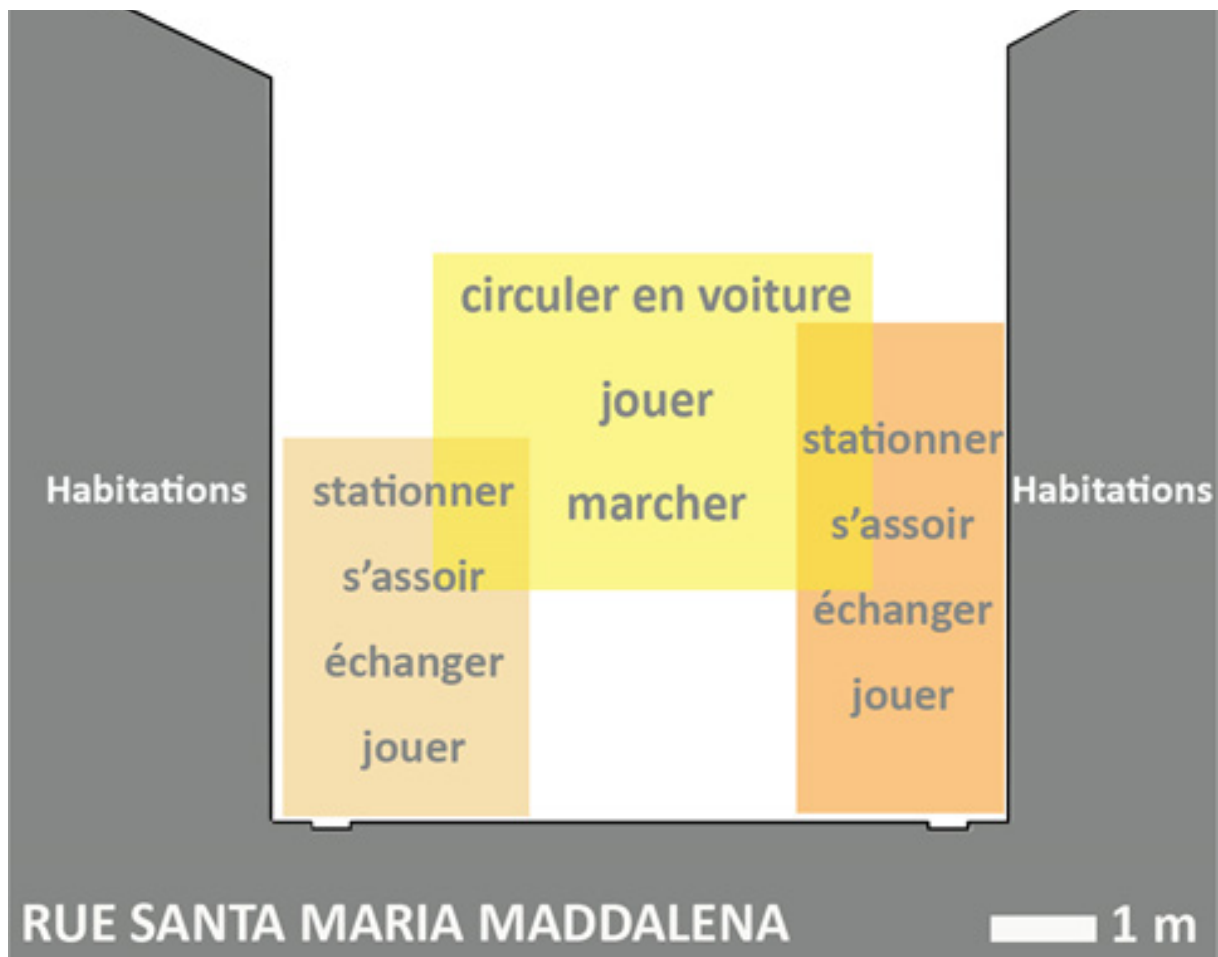 circuler en voiture
jouer
marcher
Habitations
stationner
s'assoir
échanger
jouer
stationner
s'assoir
échanger
jouer
Habitations
RUE SANTA MARIA MADDALENA
1 m